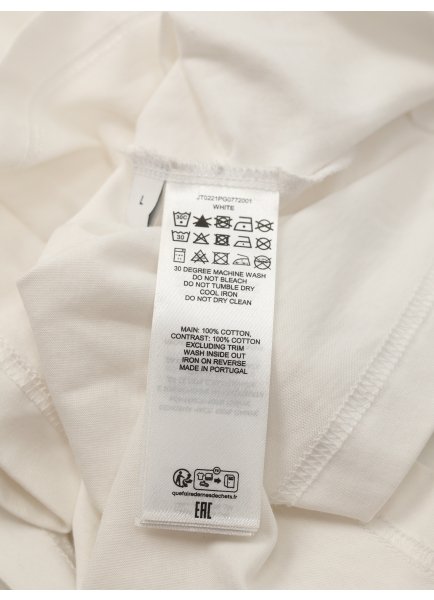 L
JT0221PG0772001
WHITE
30 DEGREE MACHINE WASH
DO NOT BLEACH
DO NOT TUMBLE DRY
COOL IRON
DO NOT DRY CLEAN
MAIN: 100% COTTON,
CONTRAST: 100% COTTON
EXCLUDING TRIM
WASH INSIDE OUT
IRON ON REVERSE
MADE IN PORTUGAL
FR
quefairedemesdechets.fr
EAC